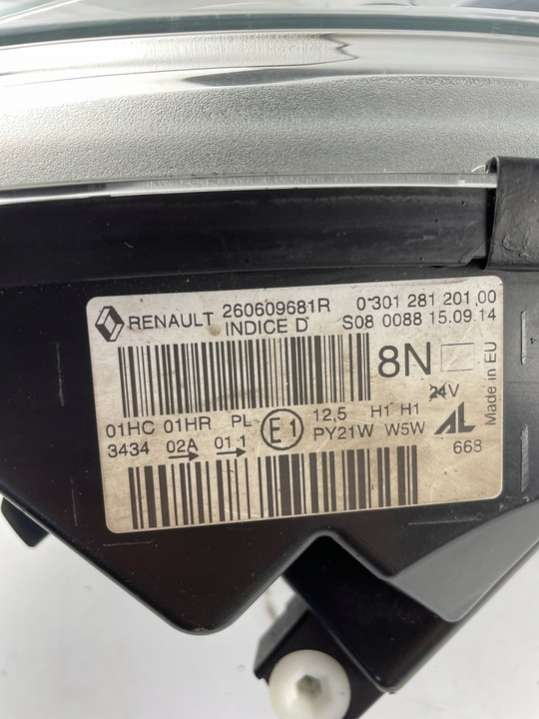 RENAULT 260609681R 0 301 281 201 00
INDICE D S08 0088 15.09.14
8N
24V
Made in EU
01HC 01HR PL E1 12,5 H1 H1 AL
3434 02A 01 1 PY21W W5W 668